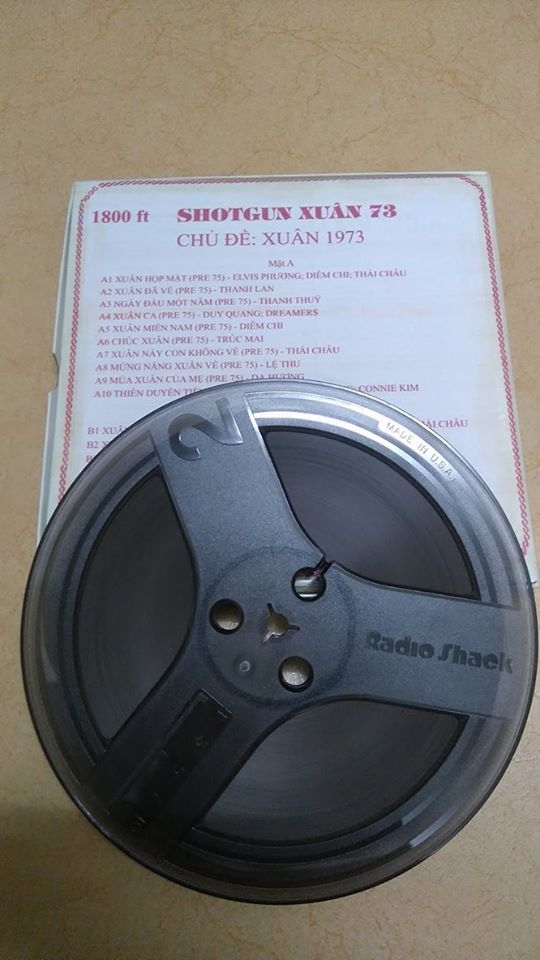 1800 ft SHOTGUN XUÂN 73
CHỦ ĐỀ: XUÂN 1973
Mặt A
A1 XUÂN HỌP MẶT (PRE 75) - ELVIS PHƯƠNG; DIỄM CHI; THÁI CHÂU
A2 XUÂN ĐÃ VỀ (PRE 75) - THANH LAN
A3 NGÀY ĐẦU MỘT NĂM (PRE 75) - THANH THUÝ
A4 XUÂN CA (PRE 75) - DUY QUANG; DREAMERS
A5 XUÂN MIỀN NAM (PRE 75) - DIỄM CHI
A6 CHÚC XUÂN (PRE 75) - TRÚC MAI
A7 XUÂN NÀY CON KHÔNG VỀ (PRE 75) - THÁI CHÂU
A8 MỪNG NÀNG XUÂN VỀ (PRE 75) - LỆ THU
A9 MÙA XUÂN CỦA MẸ (PRE 75) - DẠ HƯƠNG
A10 THIÊN DUYÊN CONNIE KIM
B1 XUÂN THÁI CHÂU
B2
2
MADE IN U.S.A.
Radio Shack